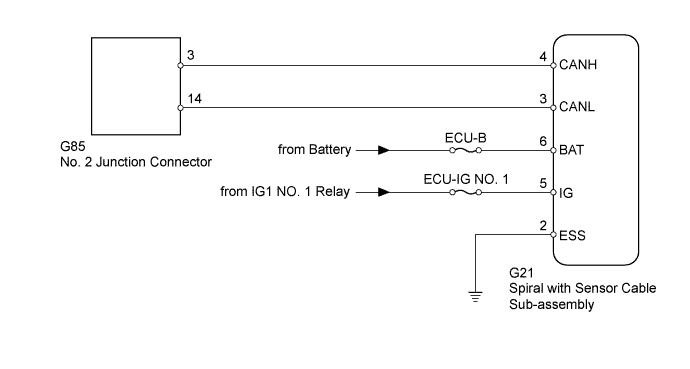 3
4
CANH
14
3
CANL
G85
No. 2 Junction Connector
from Battery
ECU-B
6
BAT
from IG1 NO. 1 Relay
ECU-IG NO. 1
5
IG
2
ESS
G21
Spiral with Sensor Cable
Sub-assembly